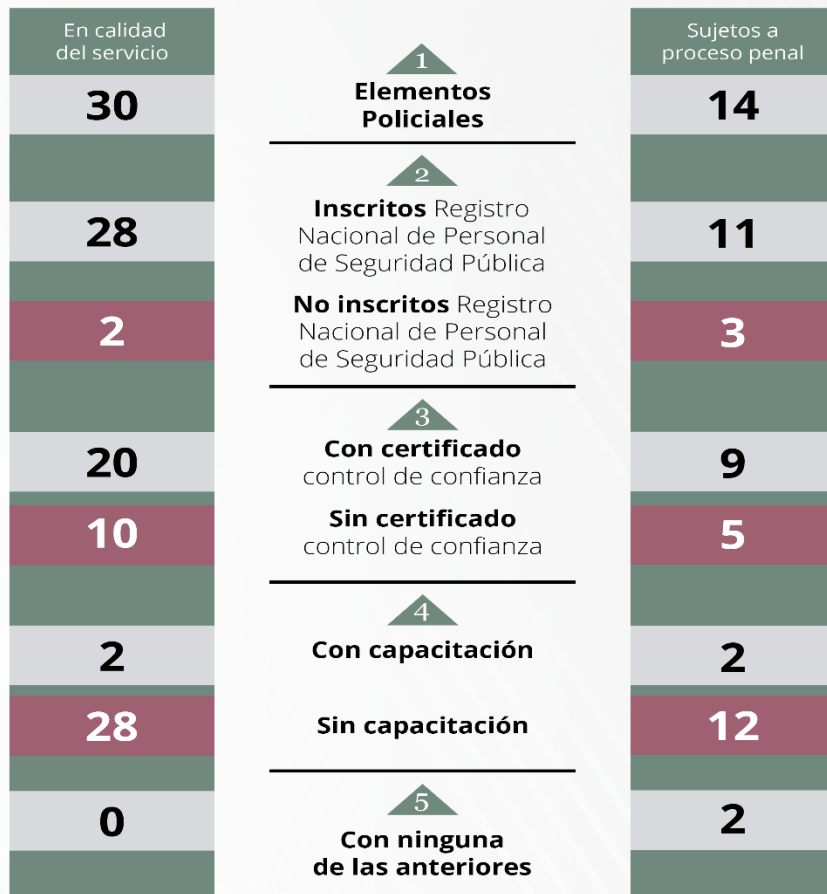 En calidad
del servicio
Sujetos a
proceso penal
1
30
Elementos
Policiales
14
2
28
Inscritos Registro
Nacional de Personal
de Seguridad Pública
11
2
No inscritos Registro
Nacional de Personal
de Seguridad Pública
3
3
20
Con certificado
control de confianza
9
10
Sin certificado
control de confianza
5
4
2
Con capacitación
2
28
Sin capacitación
12
5
0
Con ninguna
de las anteriores
2